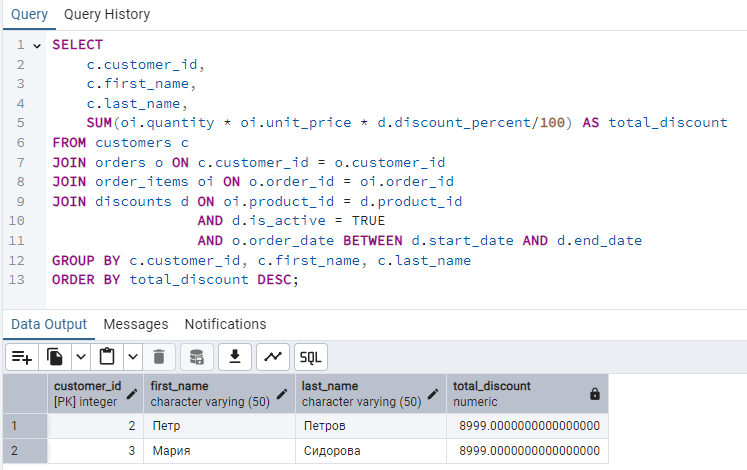 Query Query History
1 SELECT
2 c.customer_id,
3 c.first_name,
4 c.last_name,
5 SUM(oi.quantity * oi.unit_price * d.discount_percent/100) AS total_discount
6 FROM customers c
7 JOIN orders o ON c.customer_id = o.customer_id
8 JOIN order_items oi ON o.order_id = oi.order_id
9 JOIN discounts d ON oi.product_id = d.product_id
10 AND d.is_active = TRUE
11 AND o.order_date BETWEEN d.start_date AND d.end_date
12 GROUP BY c.customer_id, c.first_name, c.last_name
13 ORDER BY total_discount DESC;
Data Output Messages Notifications
SQL
customer_id first_name last_name total_discount
[PK] integer character varying (50) character varying (50) numeric
1 2 Петр Петров 8999.0000000000000000
2 3 Мария Сидорова 8999.0000000000000000